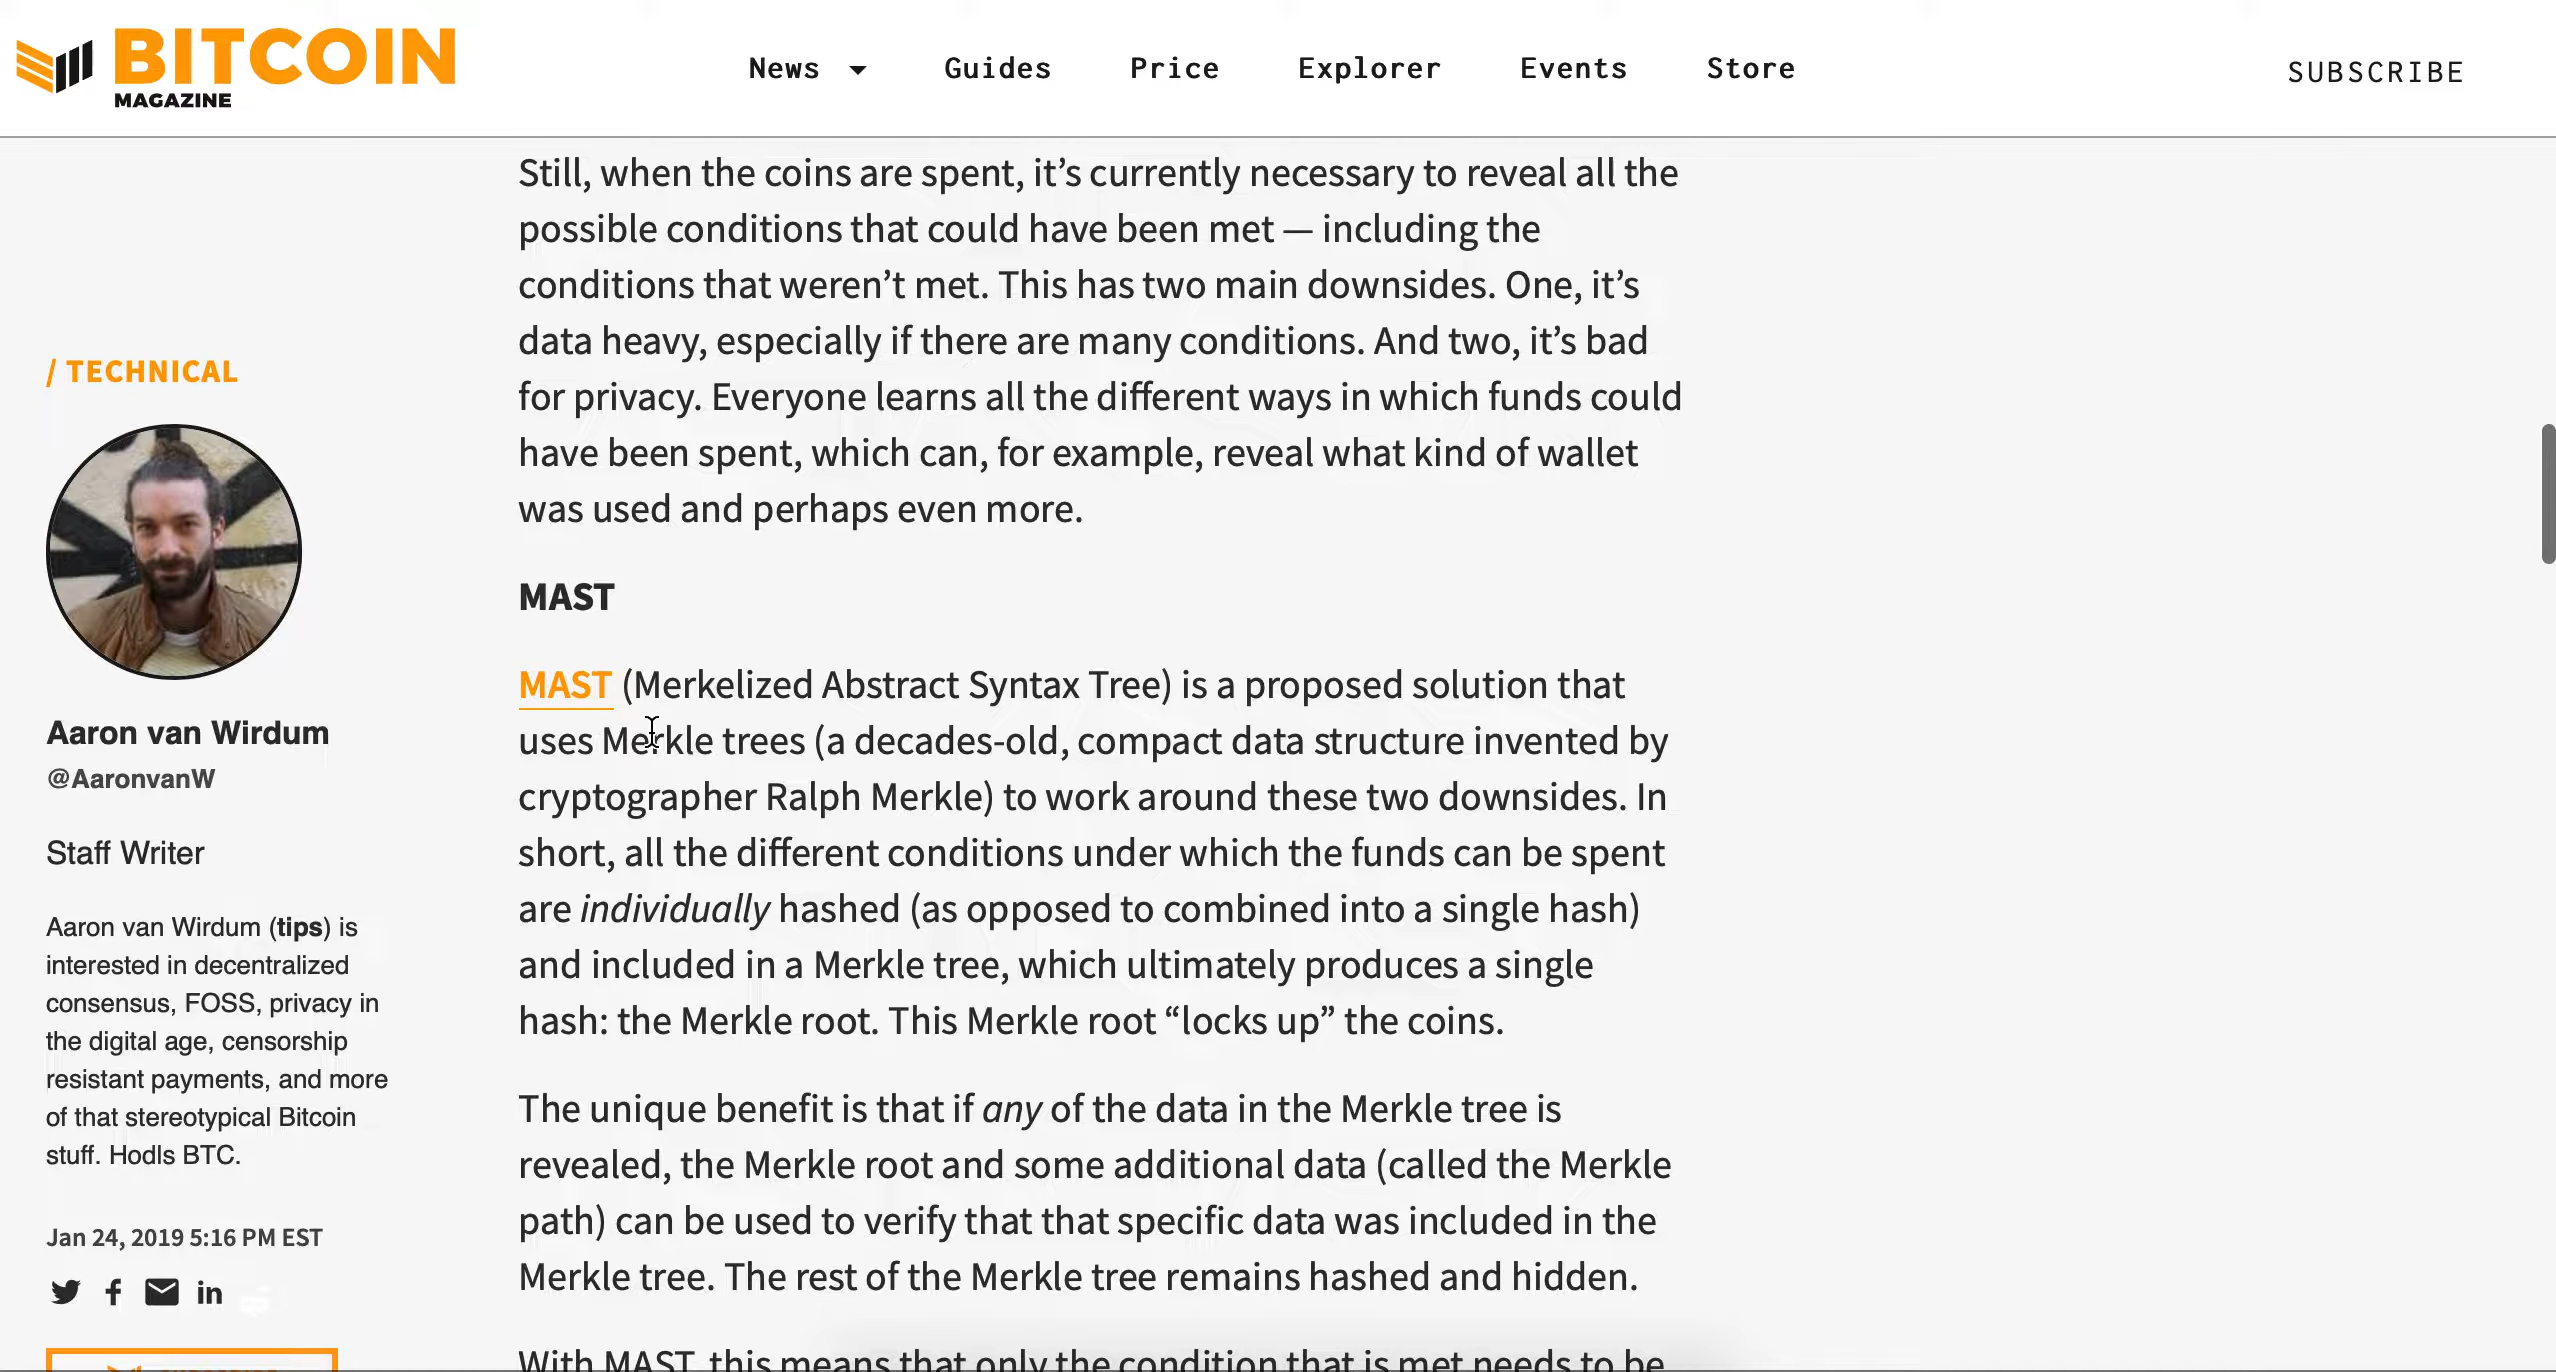 BITCOIN
MAGAZINE
News
Guides
Price
Explorer
Events
Store
SUBSCRIBE
/ TECHNICAL
Aaron van Wirdum
@AaronvanW
Staff Writer
Aaron van Wirdum (tips) is
interested in decentralized
consensus, FOSS, privacy in
the digital age, censorship
resistant payments, and more
of that stereotypical Bitcoin
stuff. Hodls BTC.
Jan 24, 2019 5:16 PM EST
Still, when the coins are spent, it’s currently necessary to reveal all the
possible conditions that could have been met — including the
conditions that weren’t met. This has two main downsides. One, it’s
data heavy, especially if there are many conditions. And two, it’s bad
for privacy. Everyone learns all the different ways in which funds could
have been spent, which can, for example, reveal what kind of wallet
was used and perhaps even more.
MAST
MAST (Merkelized Abstract Syntax Tree) is a proposed solution that
uses Merkle trees (a decades-old, compact data structure invented by
cryptographer Ralph Merkle) to work around these two downsides. In
short, all the different conditions under which the funds can be spent
are individually hashed (as opposed to combined into a single hash)
and included in a Merkle tree, which ultimately produces a single
hash: the Merkle root. This Merkle root “locks up” the coins.
The unique benefit is that if any of the data in the Merkle tree is
revealed, the Merkle root and some additional data (called the Merkle
path) can be used to verify that that specific data was included in the
Merkle tree. The rest of the Merkle tree remains hashed and hidden.
With MAST, this means that only the condition that is met needs to be